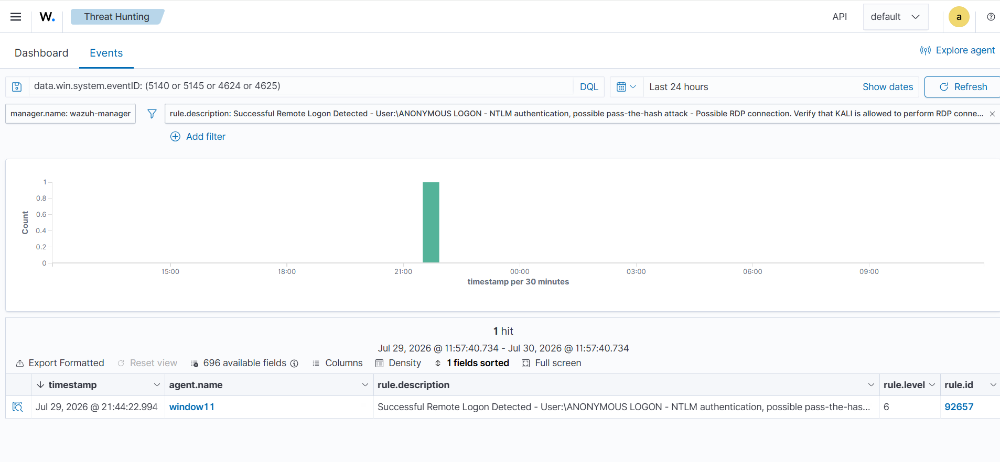 W. Threat Hunting API default a
Dashboard Events Explore agent
data.win.system.eventID: (5140 or 5145 or 4624 or 4625) DQL Last 24 hours Show dates Refresh
manager.name: wazuh-manager rule.description: Successful Remote Logon Detected - User:\ANONYMOUS LOGON - NTLM authentication, possible pass-the-hash attack - Possible RDP connection. Verify that KALI is allowed to perform RDP conne...
Add filter
1
0.8
0.6
0.4
0.2
0
Count
15:00 18:00 21:00 00:00 03:00 06:00 09:00
timestamp per 30 minutes
1 hit
Jul 29, 2026 @ 11:57:40.734 - Jul 30, 2026 @ 11:57:40.734
Export Formatted Reset view 696 available fields Columns Density 1 fields sorted Full screen
timestamp agent.name rule.description rule.level rule.id
Jul 29, 2026 @ 21:44:22.994 window11 Successful Remote Logon Detected - User:\ANONYMOUS LOGON - NTLM authentication, possible pass-the-has... 6 92657